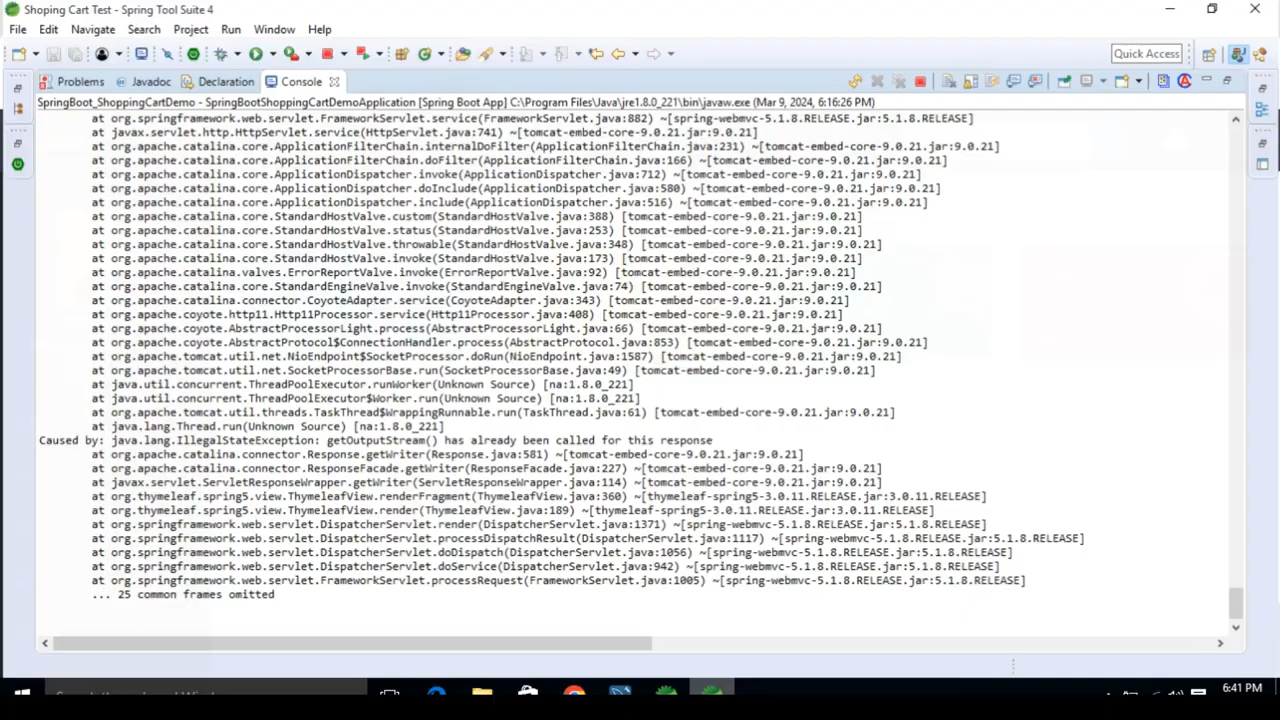 Shoping Cart Test - Spring Tool Suite 4
File Edit Navigate Search Project Run Window Help
Quick Access
Problems Javadoc Declaration Console
SpringBoot_ShoppingCartDemo - SpringBootShoppingCartDemoApplication [Spring Boot App] C:\Program Files\Java\jre1.8.0_221\bin\javaw.exe (Mar 9, 2024, 6:16:26 PM)
at org.springframework.web.servlet.FrameworkServlet.service(FrameworkServlet.java:882) ~[spring-webmvc-5.1.8.RELEASE.jar:5.1.8.RELEASE]
at javax.servlet.http.HttpServlet.service(HttpServlet.java:741) ~[tomcat-embed-core-9.0.21.jar:9.0.21]
at org.apache.catalina.core.ApplicationFilterChain.internalDoFilter(ApplicationFilterChain.java:231) ~[tomcat-embed-core-9.0.21.jar:9.0.21]
at org.apache.catalina.core.ApplicationFilterChain.doFilter(ApplicationFilterChain.java:166) ~[tomcat-embed-core-9.0.21.jar:9.0.21]
at org.apache.catalina.core.ApplicationDispatcher.invoke(ApplicationDispatcher.java:712) ~[tomcat-embed-core-9.0.21.jar:9.0.21]
at org.apache.catalina.core.ApplicationDispatcher.doInclude(ApplicationDispatcher.java:580) ~[tomcat-embed-core-9.0.21.jar:9.0.21]
at org.apache.catalina.core.ApplicationDispatcher.include(ApplicationDispatcher.java:516) ~[tomcat-embed-core-9.0.21.jar:9.0.21]
at org.apache.catalina.core.StandardHostValve.custom(StandardHostValve.java:388) [tomcat-embed-core-9.0.21.jar:9.0.21]
at org.apache.catalina.core.StandardHostValve.status(StandardHostValve.java:253) [tomcat-embed-core-9.0.21.jar:9.0.21]
at org.apache.catalina.core.StandardHostValve.throwable(StandardHostValve.java:348) [tomcat-embed-core-9.0.21.jar:9.0.21]
at org.apache.catalina.core.StandardHostValve.invoke(StandardHostValve.java:173) [tomcat-embed-core-9.0.21.jar:9.0.21]
at org.apache.catalina.valves.ErrorReportValve.invoke(ErrorReportValve.java:92) [tomcat-embed-core-9.0.21.jar:9.0.21]
at org.apache.catalina.core.StandardEngineValve.invoke(StandardEngineValve.java:74) [tomcat-embed-core-9.0.21.jar:9.0.21]
at org.apache.catalina.connector.CoyoteAdapter.service(CoyoteAdapter.java:343) [tomcat-embed-core-9.0.21.jar:9.0.21]
at org.apache.coyote.http11.Http11Processor.service(Http11Processor.java:408) [tomcat-embed-core-9.0.21.jar:9.0.21]
at org.apache.coyote.AbstractProcessorLight.process(AbstractProcessorLight.java:66) [tomcat-embed-core-9.0.21.jar:9.0.21]
at org.apache.coyote.AbstractProtocol$ConnectionHandler.process(AbstractProtocol.java:853) [tomcat-embed-core-9.0.21.jar:9.0.21]
at org.apache.tomcat.util.net.NioEndpoint$SocketProcessor.doRun(NioEndpoint.java:1587) [tomcat-embed-core-9.0.21.jar:9.0.21]
at org.apache.tomcat.util.net.SocketProcessorBase.run(SocketProcessorBase.java:49) [tomcat-embed-core-9.0.21.jar:9.0.21]
at java.util.concurrent.ThreadPoolExecutor.runWorker(Unknown Source) [na:1.8.0_221]
at java.util.concurrent.ThreadPoolExecutor$Worker.run(Unknown Source) [na:1.8.0_221]
at org.apache.tomcat.util.threads.TaskThread$WrappingRunnable.run(TaskThread.java:61) [tomcat-embed-core-9.0.21.jar:9.0.21]
at java.lang.Thread.run(Unknown Source) [na:1.8.0_221]
Caused by: java.lang.IllegalStateException: getOutputStream() has already been called for this response
at org.apache.catalina.connector.Response.getWriter(Response.java:581) ~[tomcat-embed-core-9.0.21.jar:9.0.21]
at org.apache.catalina.connector.ResponseFacade.getWriter(ResponseFacade.java:227) ~[tomcat-embed-core-9.0.21.jar:9.0.21]
at javax.servlet.ServletResponseWrapper.getWriter(ServletResponseWrapper.java:114) ~[tomcat-embed-core-9.0.21.jar:9.0.21]
at org.thymeleaf.spring5.view.ThymeleafView.renderFragment(ThymeleafView.java:360) ~[thymeleaf-spring5-3.0.11.RELEASE.jar:3.0.11.RELEASE]
at org.thymeleaf.spring5.view.ThymeleafView.render(ThymeleafView.java:189) ~[thymeleaf-spring5-3.0.11.RELEASE.jar:3.0.11.RELEASE]
at org.springframework.web.servlet.DispatcherServlet.render(DispatcherServlet.java:1371) ~[spring-webmvc-5.1.8.RELEASE.jar:5.1.8.RELEASE]
at org.springframework.web.servlet.DispatcherServlet.processDispatchResult(DispatcherServlet.java:1117) ~[spring-webmvc-5.1.8.RELEASE.jar:5.1.8.RELEASE]
at org.springframework.web.servlet.DispatcherServlet.doDispatch(DispatcherServlet.java:1056) ~[spring-webmvc-5.1.8.RELEASE.jar:5.1.8.RELEASE]
at org.springframework.web.servlet.DispatcherServlet.doService(DispatcherServlet.java:942) ~[spring-webmvc-5.1.8.RELEASE.jar:5.1.8.RELEASE]
at org.springframework.web.servlet.FrameworkServlet.processRequest(FrameworkServlet.java:1005) ~[spring-webmvc-5.1.8.RELEASE.jar:5.1.8.RELEASE]
... 25 common frames omitted
6:41 PM